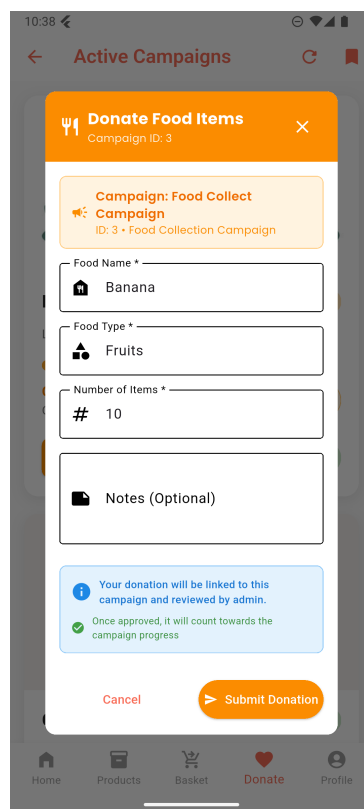 10:38
Active Campaigns
Donate Food Items
Campaign ID: 3
Campaign: Food Collect
Campaign
ID: 3 • Food Collection Campaign
Food Name *
Banana
Food Type *
Fruits
Number of Items *
10
Notes (Optional)
Your donation will be linked to this
campaign and reviewed by admin.
Once approved, it will count towards the
campaign progress
Cancel
Submit Donation
Home
Products
Basket
Donate
Profile